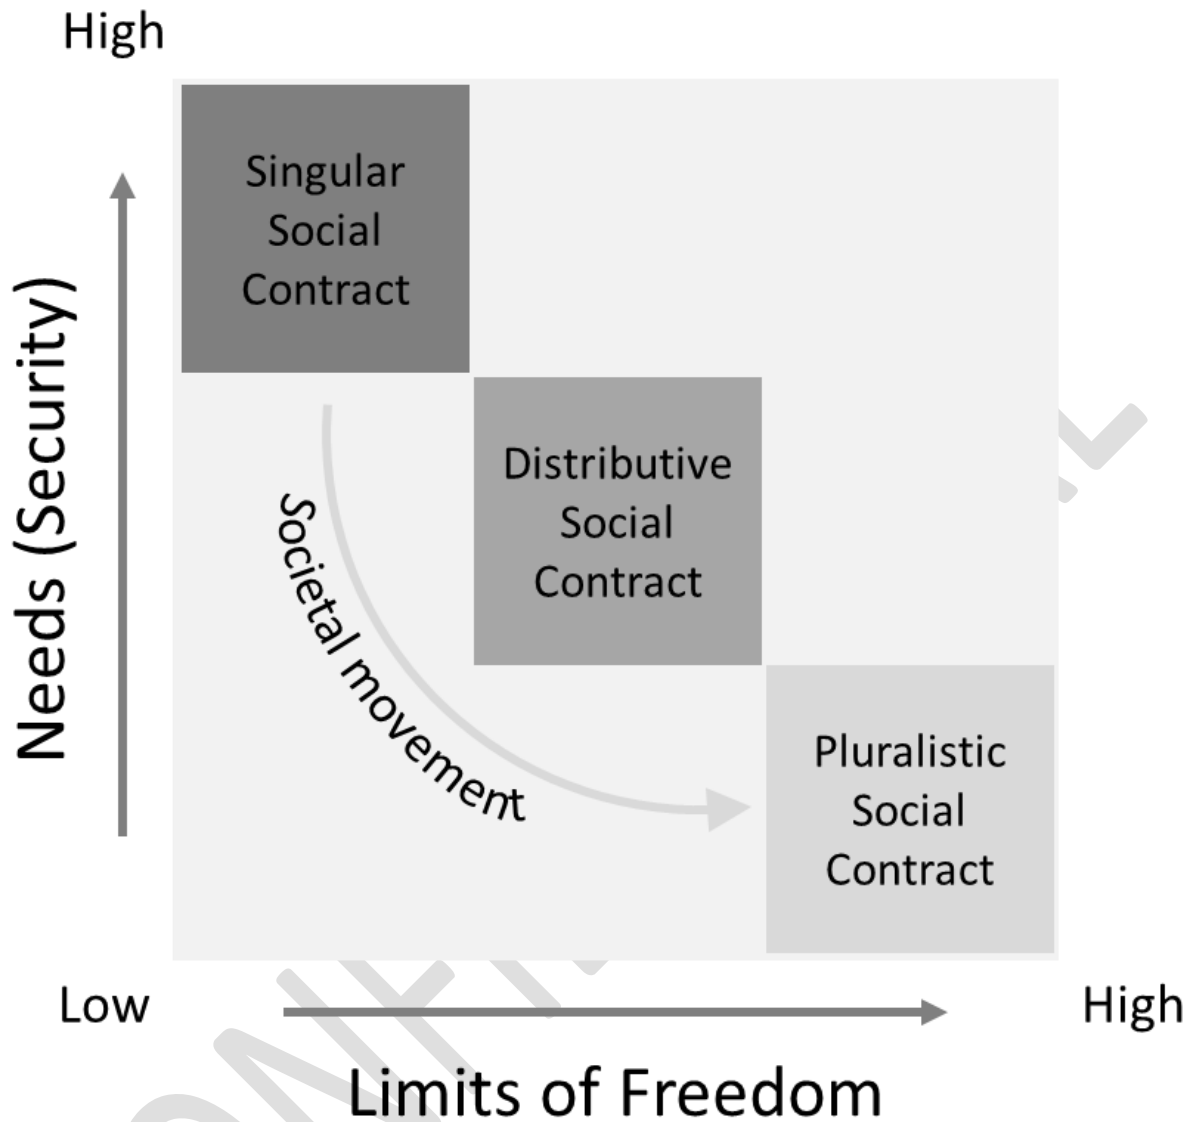 High
Singular
Social
Contract
Needs (Security)
Distributive
Social
Contract
Societal movement
Pluralistic
Social
Contract
Low
High
Limits of Freedom